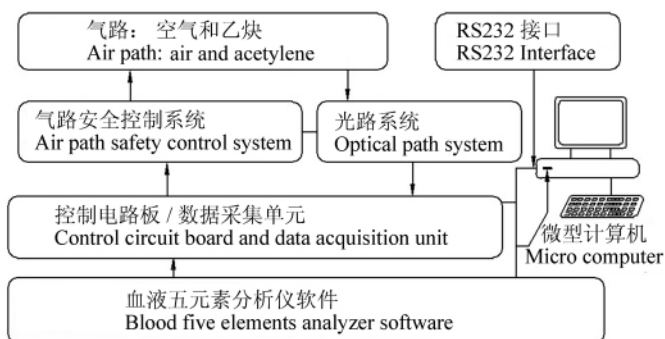 气路： 空气和乙炔
Air path: air and acetylene
RS232 接口
RS232 Interface
气路安全控制系统
Air path safety control system
光路系统
Optical path system
控制电路板 / 数据采集单元
Control circuit board and data acquisition unit
微型计算机
Micro computer
血液五元素分析仪软件
Blood five elements analyzer software